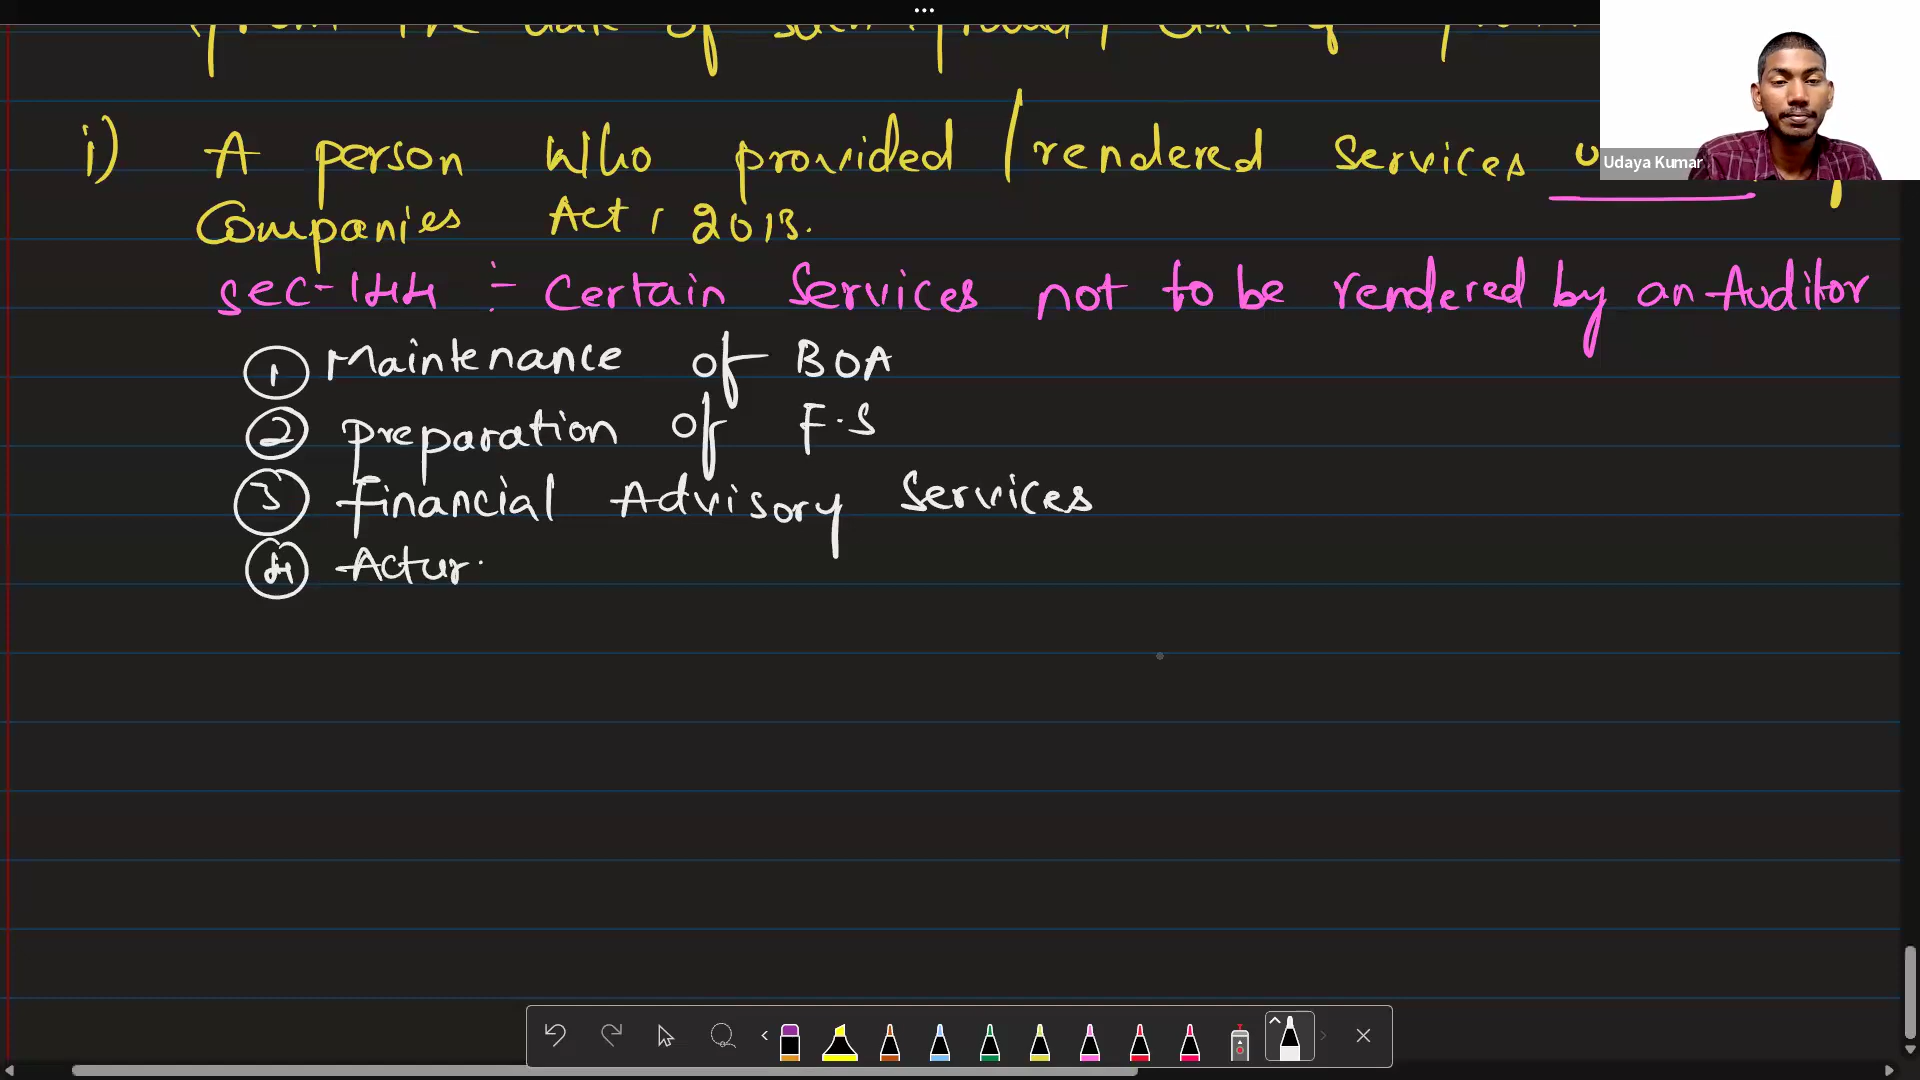 i) A person who provided / rendered services
Udaya Kumar
Companies Act, 2013.
Sec-144 :- Certain Services not to be rendered by an Auditor
1 Maintenance of BOA
2 preparation of F.S
3 Financial Advisory Services
4 Actur.